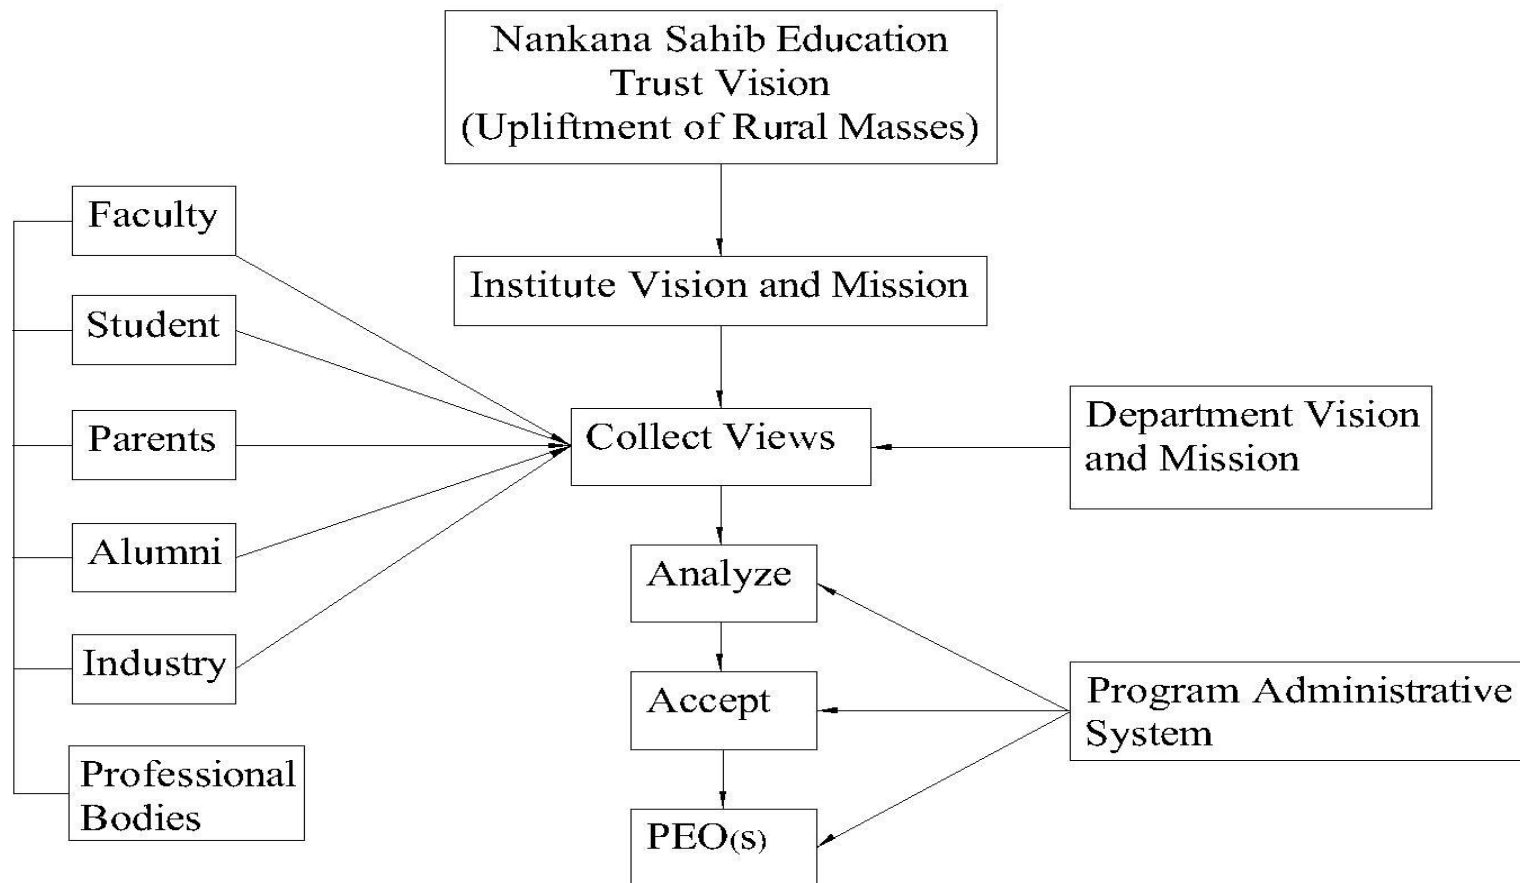 Nankana Sahib Education
Trust Vision
(Upliftment of Rural Masses)
Institute Vision and Mission
Faculty
Student
Parents
Alumni
Industry
Professional
Bodies
Collect Views
Department Vision
and Mission
Analyze
Accept
PEO(s)
Program Administrative
System